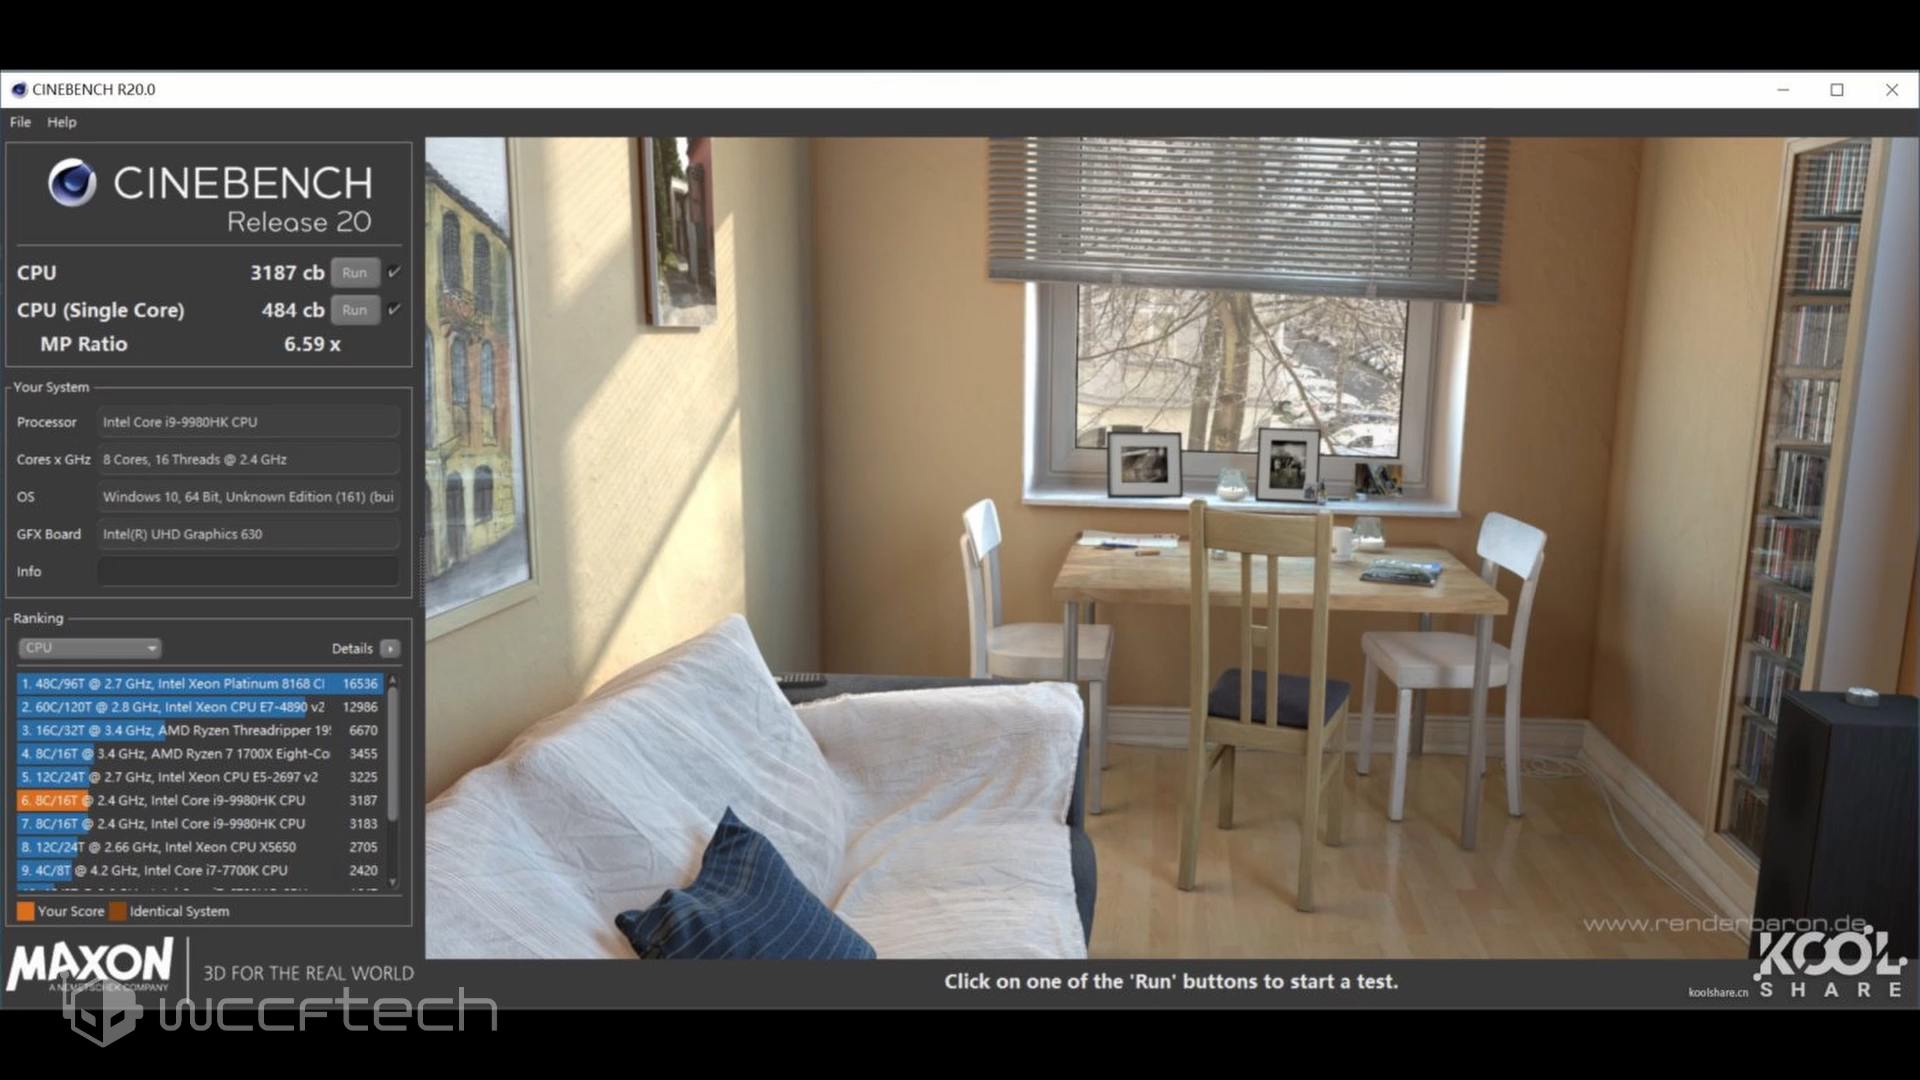 CINEBENCH R20.0
File Help
CINEBENCH
Release 20
CPU 3187 cb Run
CPU (Single Core) 484 cb Run
MP Ratio 6.59 x
Your System
Processor Intel Core i9-9980HK CPU
Cores x GHz 8 Cores, 16 Threads @ 2.4 GHz
OS Windows 10, 64 Bit, Unknown Edition (161) (bui
GFX Board Intel(R) UHD Graphics 630
Info
Ranking
CPU Details
1. 48C/96T @ 2.7 GHz, Intel Xeon Platinum 8168 CI 16536
2. 60C/120T @ 2.8 GHz, Intel Xeon CPU E7-4890 v2 12986
3. 16C/32T @ 3.4 GHz, AMD Ryzen Threadripper 19 6670
4. 8C/16T @ 3.4 GHz, AMD Ryzen 7 1700X Eight-Co 3455
5. 12C/24T @ 2.7 GHz, Intel Xeon CPU E5-2697 v2 3225
6. 8C/16T @ 2.4 GHz, Intel Core i9-9980HK CPU 3187
7. 8C/16T @ 2.4 GHz, Intel Core i9-9980HK CPU 3183
8. 12C/24T @ 2.66 GHz, Intel Xeon CPU X5650 2705
9. 4C/8T @ 4.2 GHz, Intel Core i7-7700K CPU 2420
Your Score Identical System
MAXON
A NEMETSCHEK COMPANY
3D FOR THE REAL WORLD
wccftech
Click on one of the 'Run' buttons to start a test.
www.renderbaron.de
KOOL
SHARE
koolshare.cn